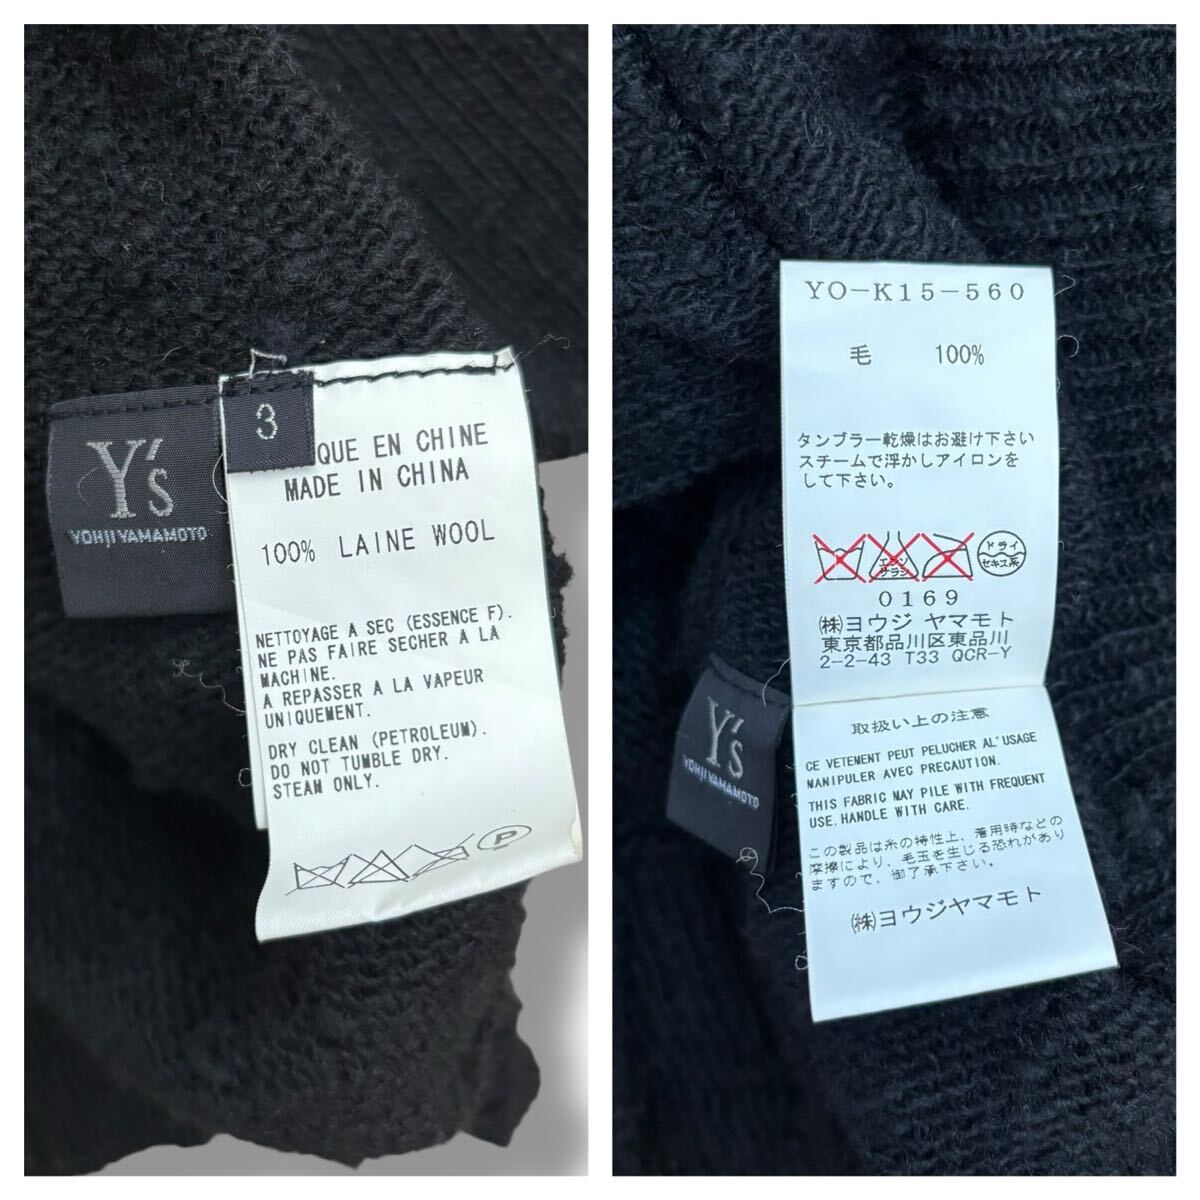 Y's
YOHJI YAMAMOTO
3
QUE EN CHINE
MADE IN CHINA
100% LAINE WOOL
NETTOYAGE A SEC (ESSENCE F).
NE PAS FAIRE SECHER A LA
MACHINE.
A REPASSER A LA VAPEUR
UNIQUEMENT.
DRY CLEAN (PETROLEUM).
DO NOT TUMBLE DRY.
STEAM ONLY.
P
YO-K15-560
毛 100%
タンブラー乾燥はお避け下さい
スチームで浮かしアイロンを
して下さい。
エンソ
サラシ
ドライ
セキユ系
0169
㈱ヨウジ ヤマモト
東京都品川区東品川
2-2-43 T33 QCR-Y
Y's
YOHJI YAMAMOTO
取扱い上の注意
CE VETEMENT PEUT PELUCHER AL'USAGE
MANIPULER AVEC PRECAUTION.
THIS FABRIC MAY PILE WITH FREQUENT
USE. HANDLE WITH CARE.
この製品は糸の特性上、着用時などの
摩擦により、毛玉を生じる恐れがあり
ますので、御了承下さい。
㈱ヨウジヤマモト